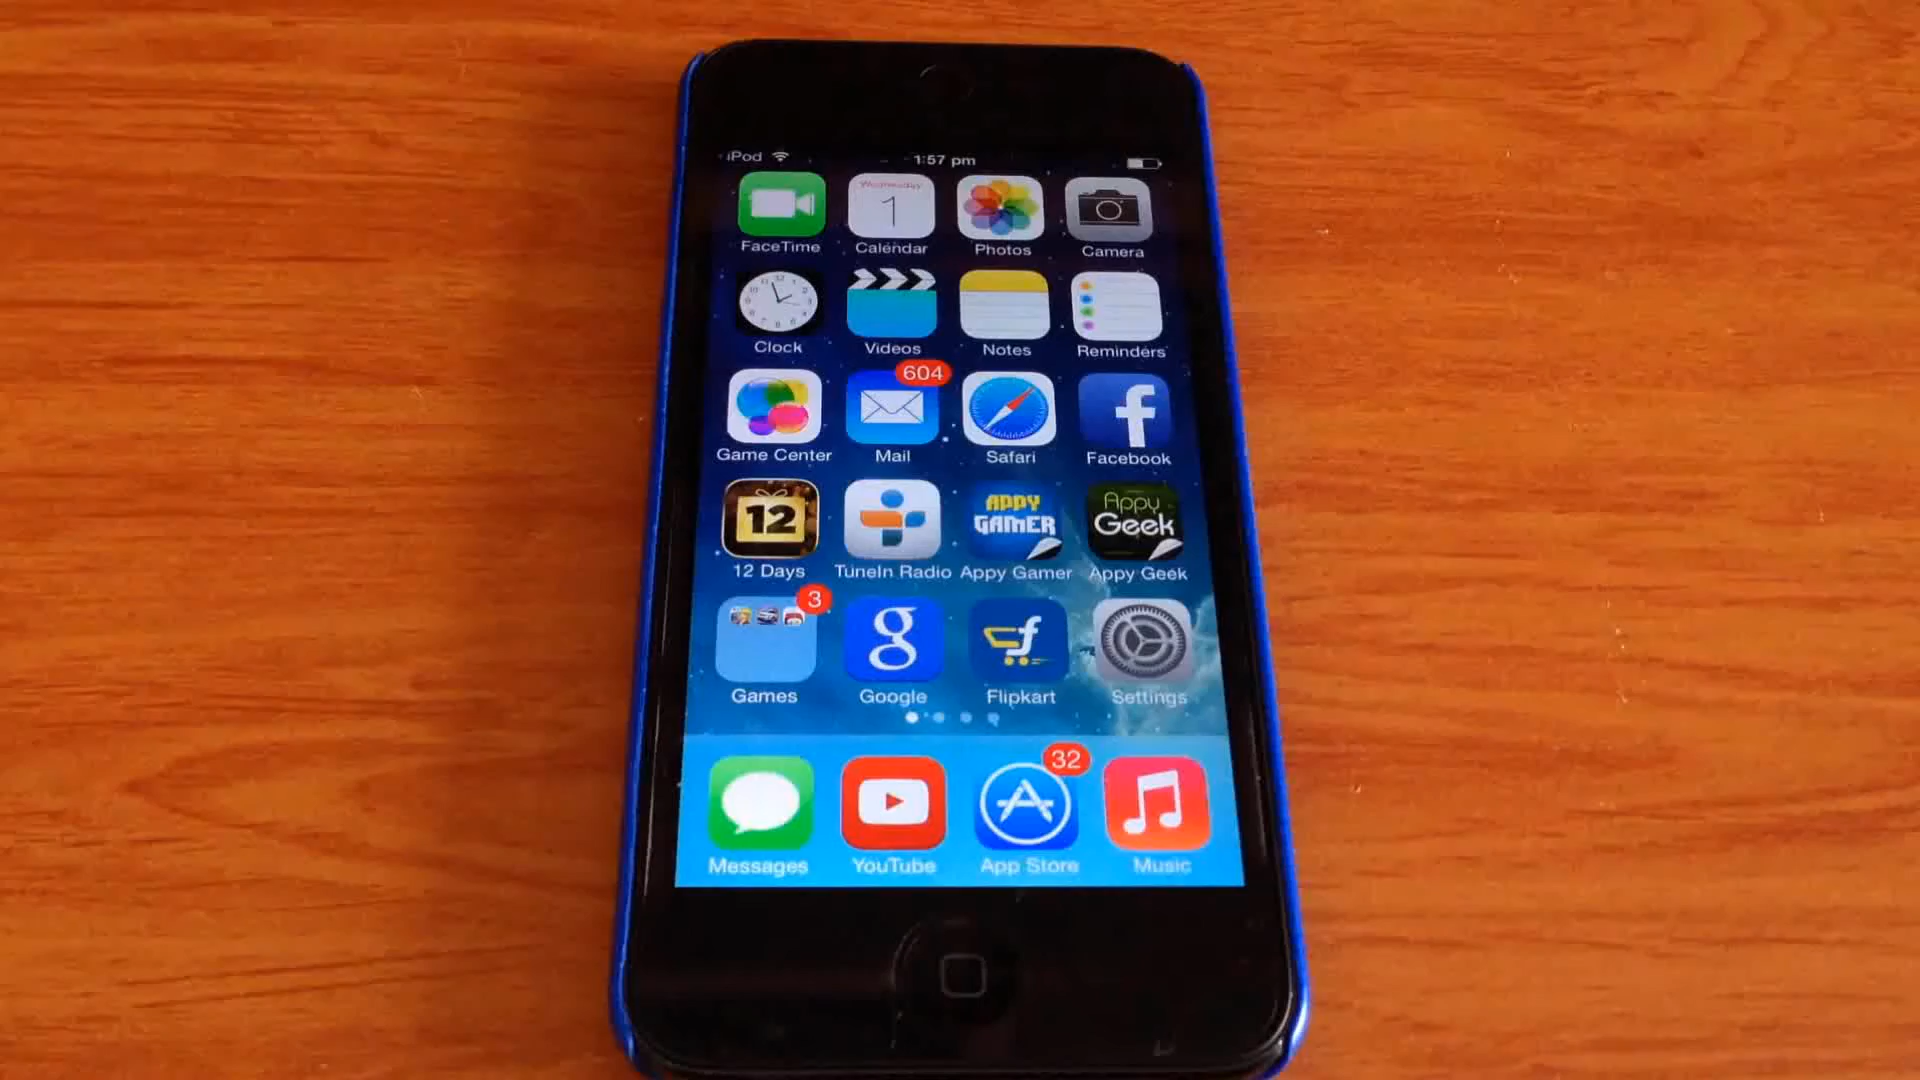 iPod 1:57 pm
Wednesday
1
FaceTime Calendar Photos Camera
Clock Videos Notes Reminders
604
f
Game Center Mail Safari Facebook
12 APPY GAMER Appy Geek
12 Days TuneIn Radio Appy Gamer Appy Geek
3
g f
Games Google Flipkart Settings
32
Messages YouTube App Store Music